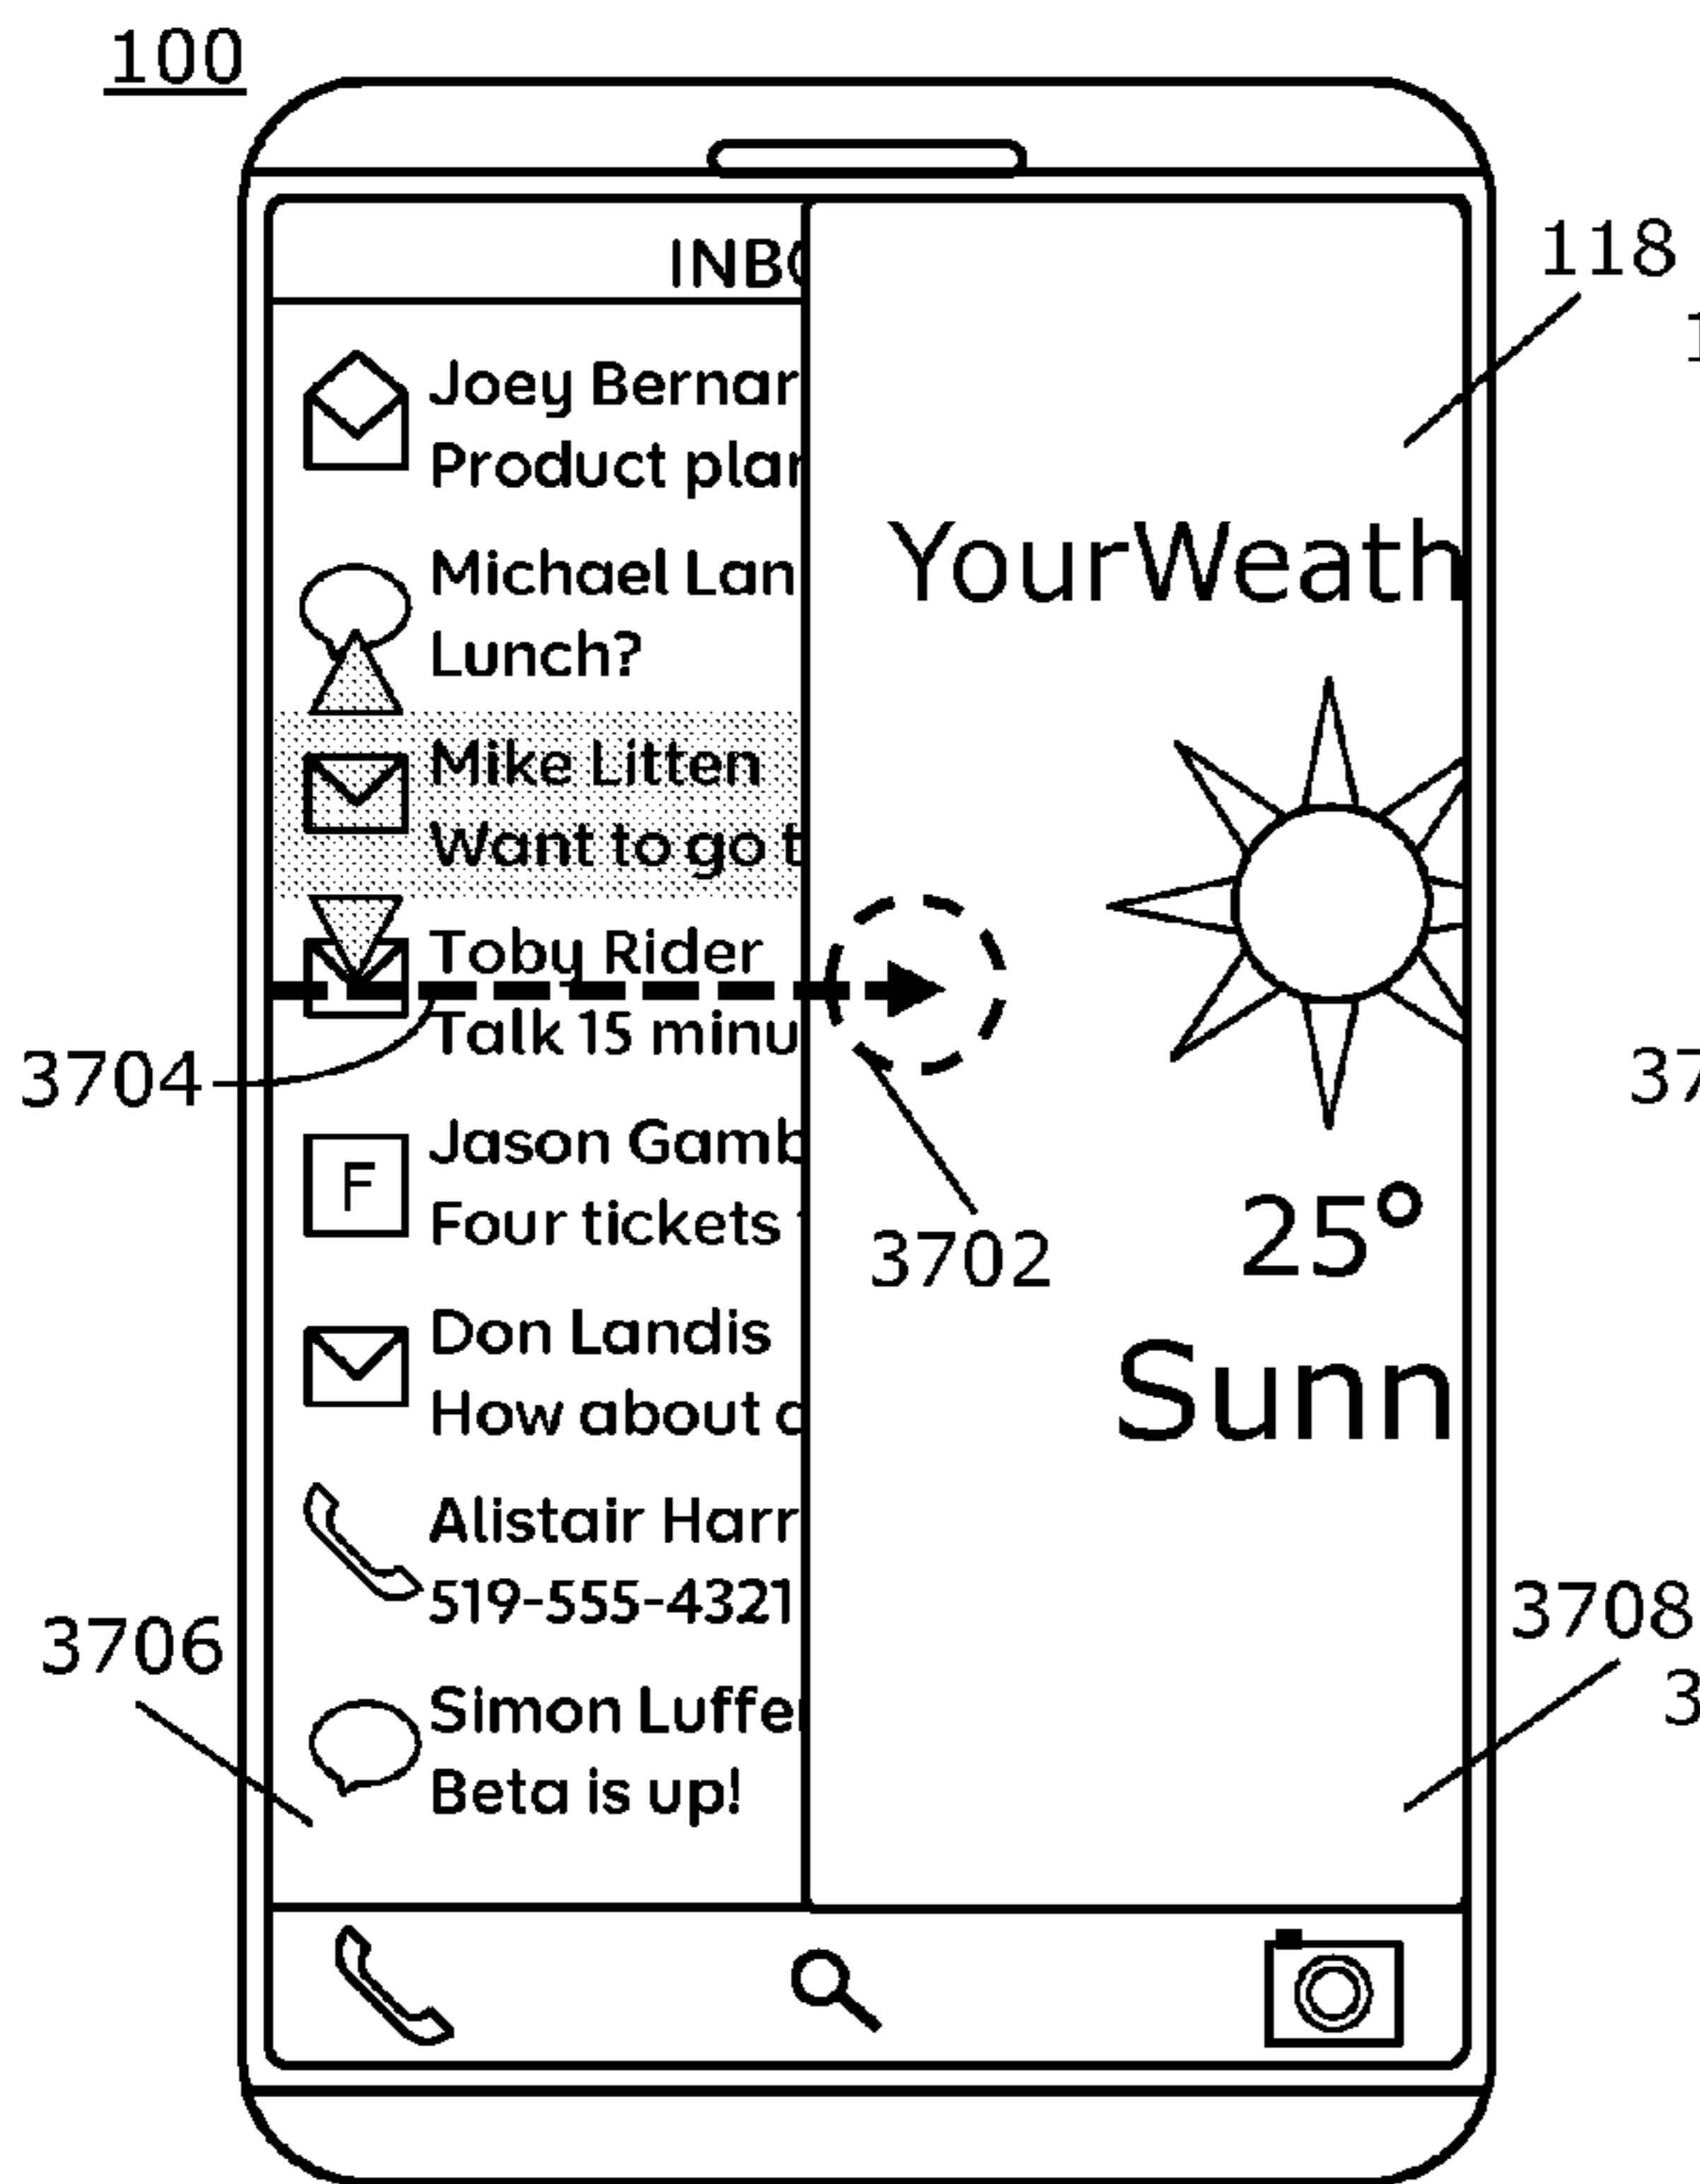 100
INBO
118
Joey Bernar
Product plan
Michael Lan
Lunch?
YourWeath
Mike Litten
Want to go t
Toby Rider
Talk 15 minu
3704
37
Jason Gamb
Four tickets
F
3702
25°
Don Landis
How about
Sunn
Alistair Harr
519-555-4321
3706
3708
3
Simon Luffe
Beta is up!